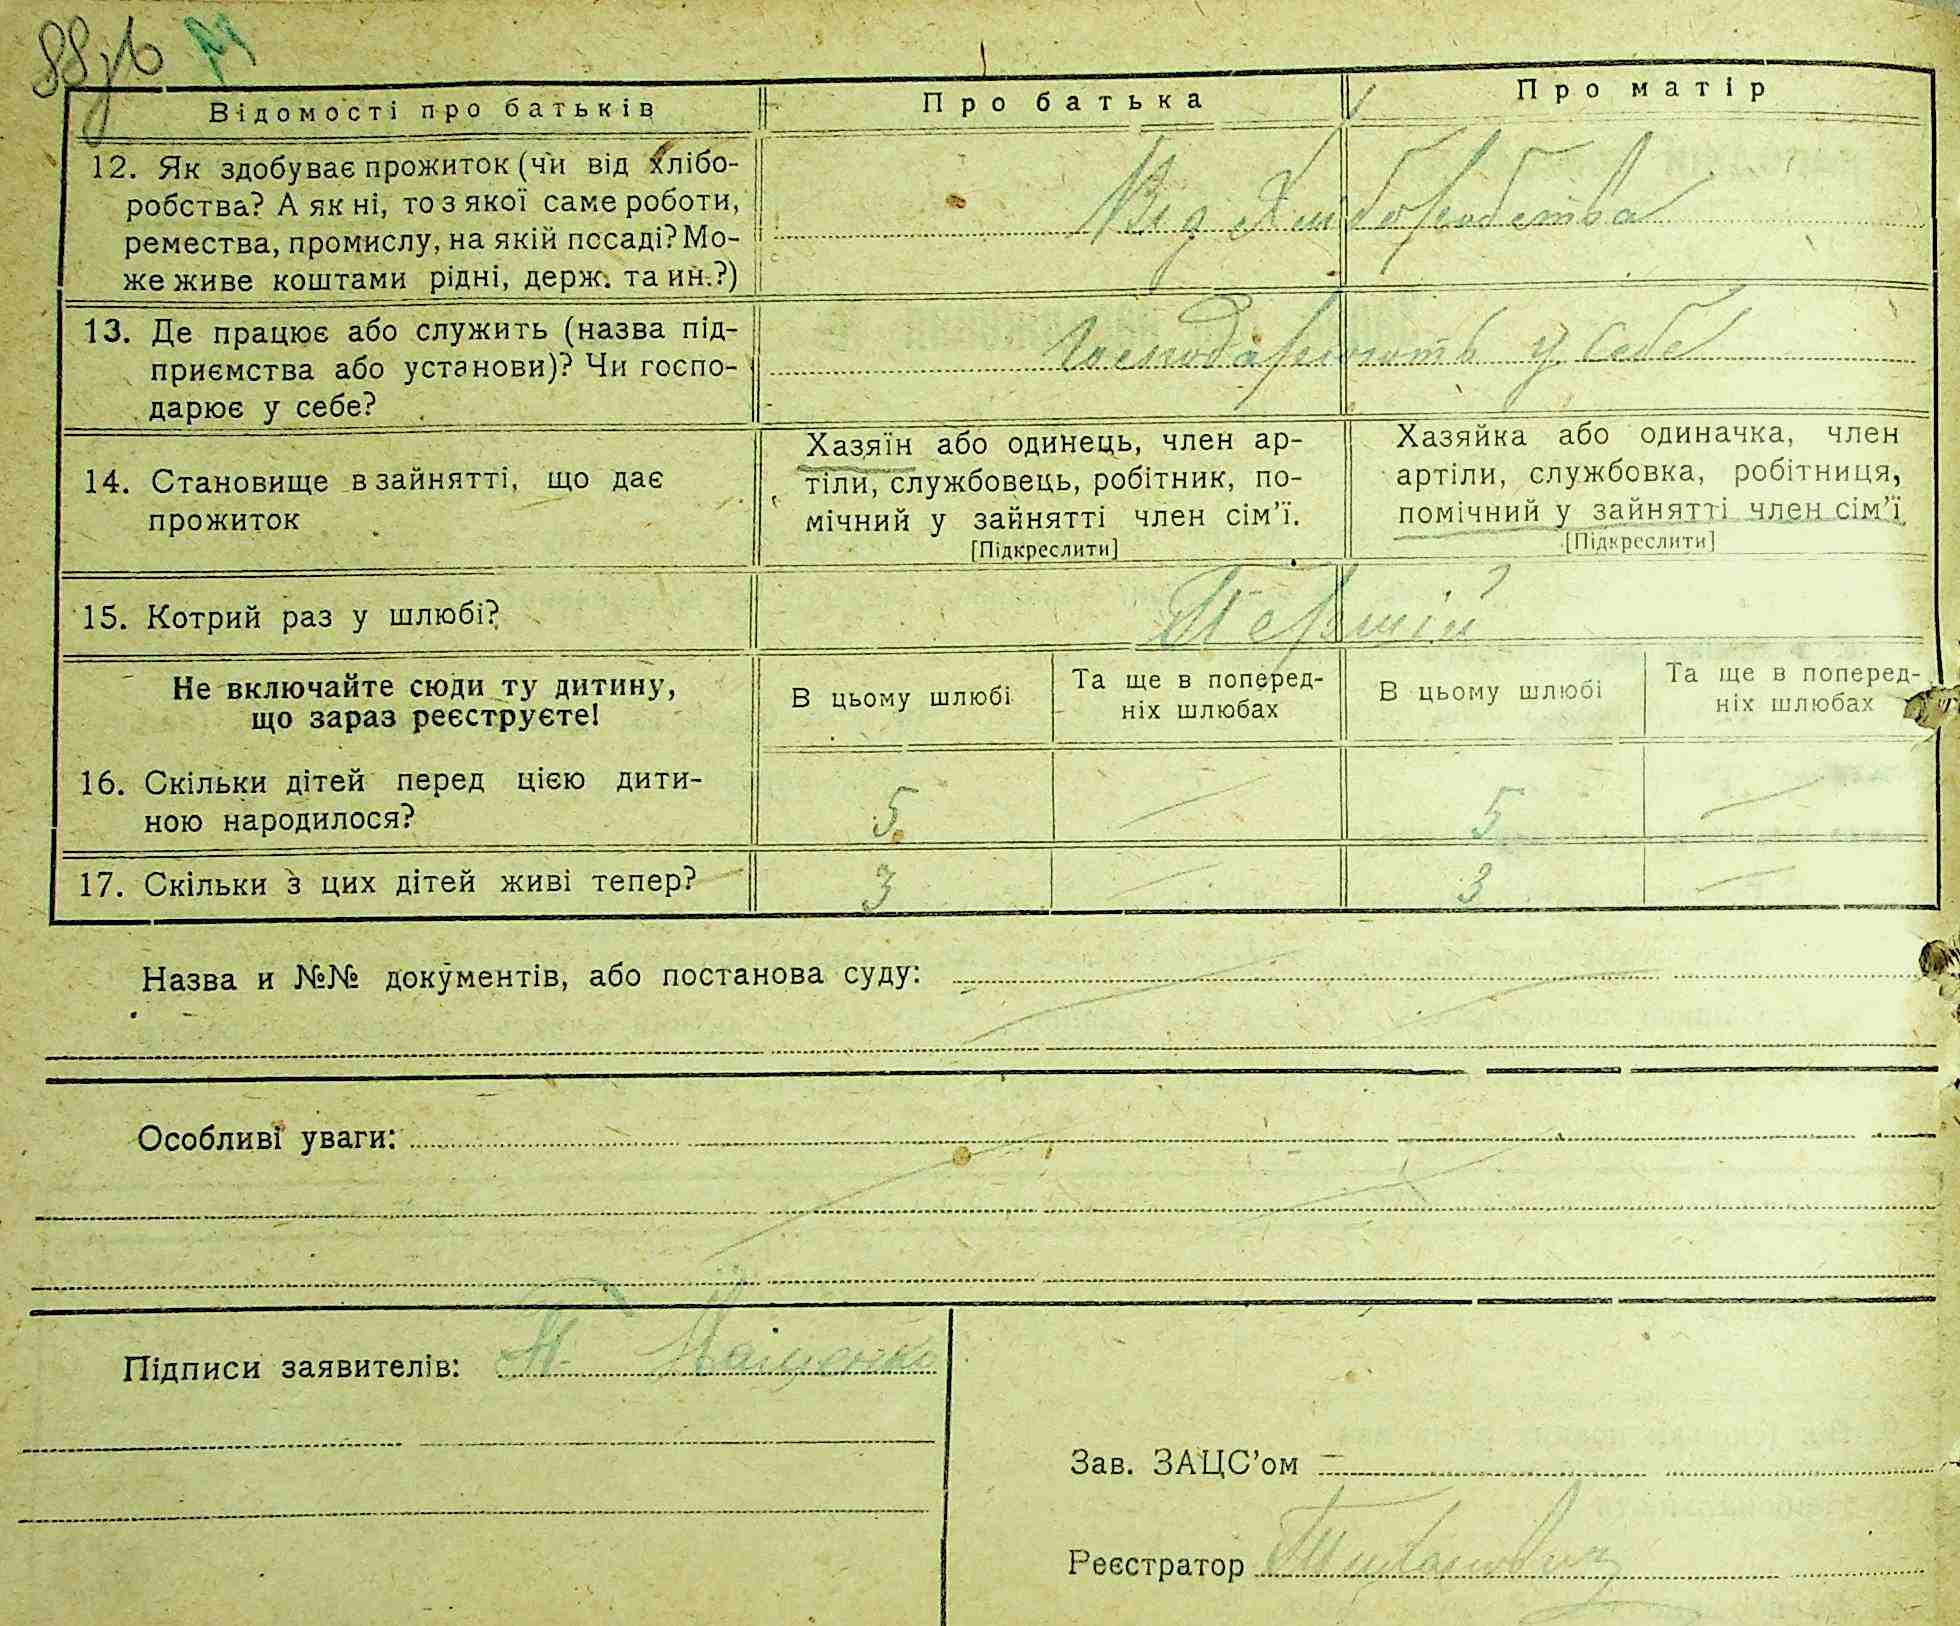 88зв М
Відомості про батьків
Про батька
Про матір
12. Як здобуває прожиток (чи від хлібо-
робства? А як ні, то з якої саме роботи,
ремества, промислу, на якій посаді? Мо-
же живе коштами рідні, держ. та ин.?)
Від Хліборобства
13. Де працює або служить (назва під-
приємства або установи)? Чи госпо-
дарює у себе?
Господарюють у себе
14. Становище в зайнятті, що дає
прожиток
Хазяїн або одинець, член ар-
тіли, службовець, робітник, по-
мічний у зайнятті член сім'ї.
[Підкреслити]
Хазяйка або одиначка, член
артіли, службовка, робітниця,
помічний у зайнятті член сім'ї
[Підкреслити]
15. Котрий раз у шлюбі?
Першій
Не включайте сюди ту дитину,
що зараз реєструєте!
В цьому шлюбі
Та ще в поперед-
ніх шлюбах
В цьому шлюбі
Та ще в поперед-
ніх шлюбах
16. Скільки дітей перед цією дити-
ною народилося?
5 — 5 —
17. Скільки з цих дітей живі тепер?
3 — 3 —
Назва и №№ документів, або постанова суду:
Особливі уваги:
Підписи заявителів:
Зав. ЗАЦС'ом
Реєстратор